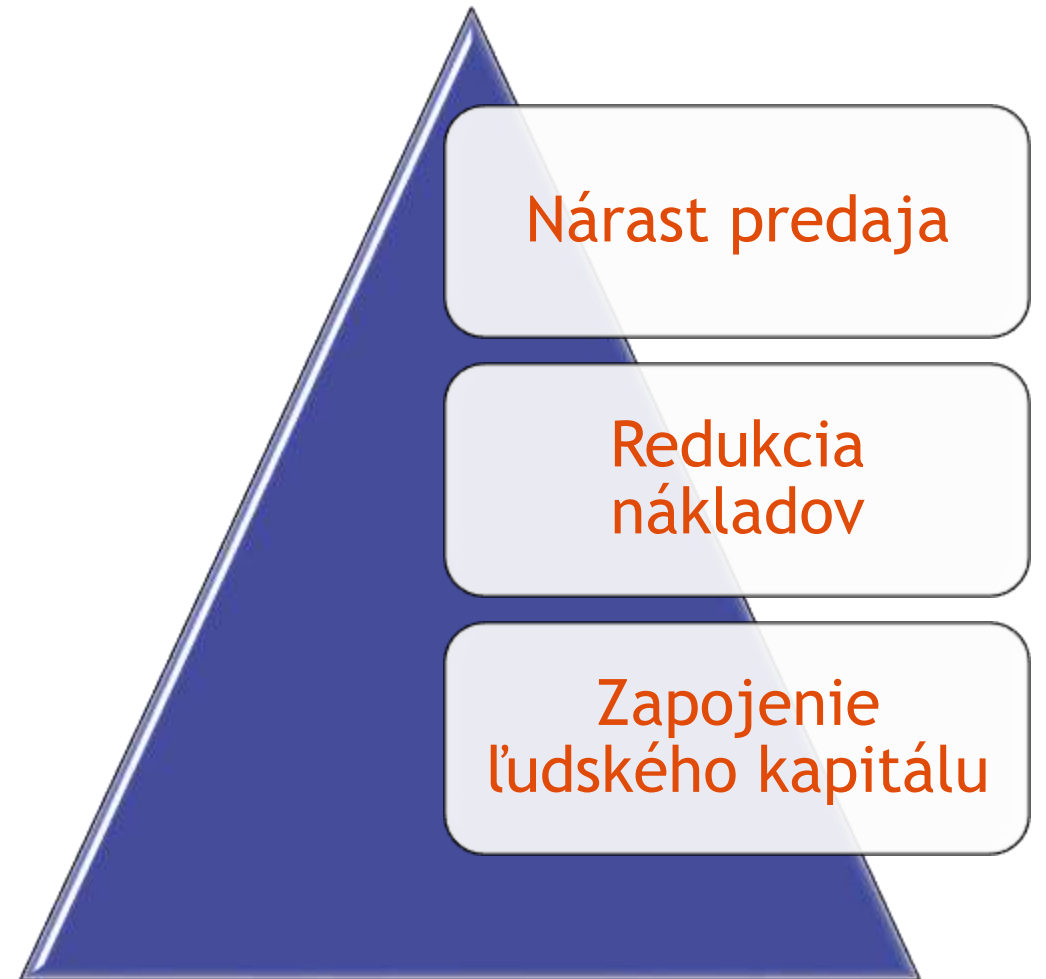 Nárast predaja
Redukcia
nákladov
Zapojenie
ľudského kapitálu